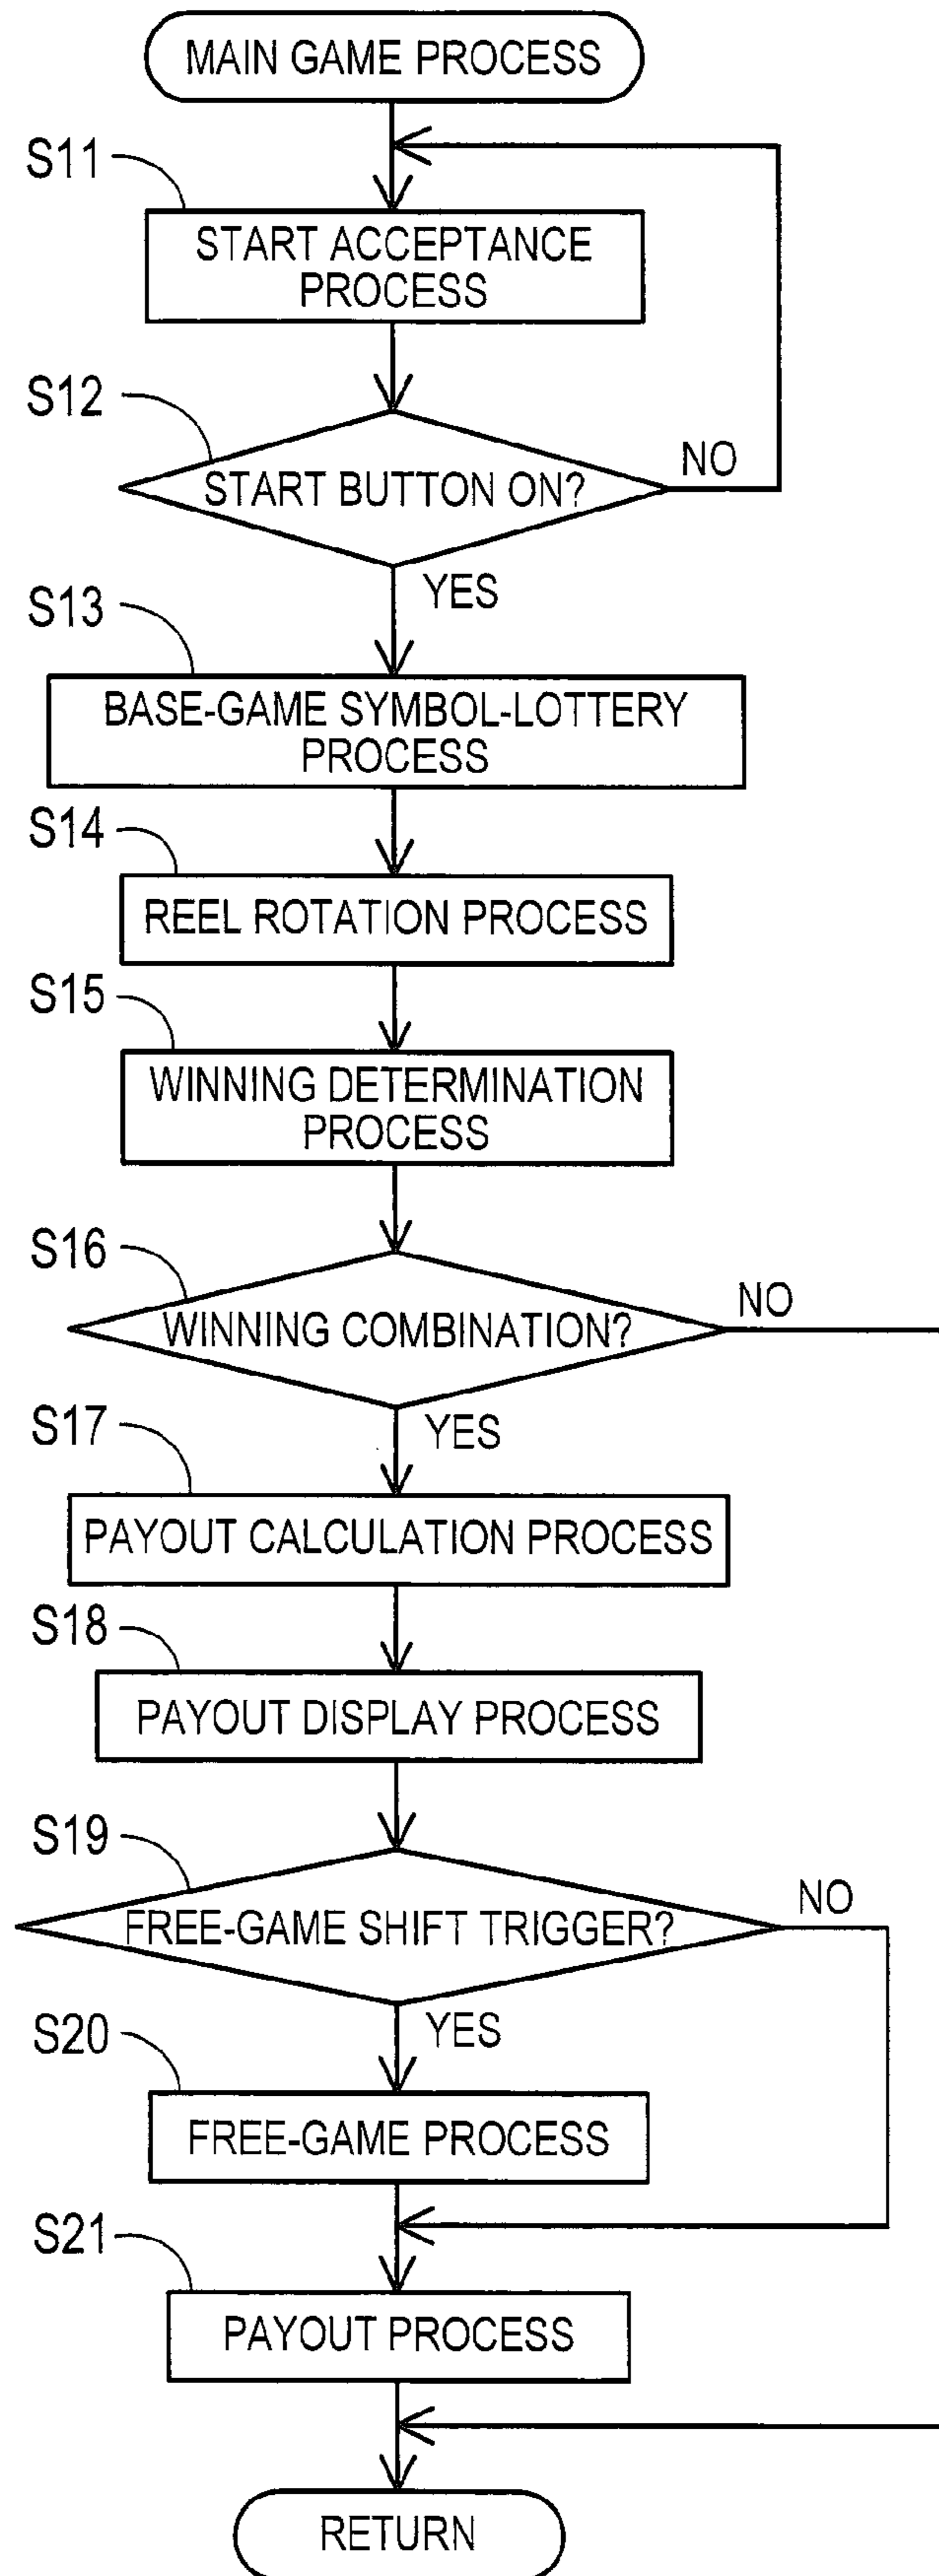 MAIN GAME PROCESS
S11
START ACCEPTANCE
PROCESS
S12
START BUTTON ON?
NO
YES
S13
BASE-GAME SYMBOL-LOTTERY
PROCESS
S14
REEL ROTATION PROCESS
S15
WINNING DETERMINATION
PROCESS
S16
WINNING COMBINATION?
NO
YES
S17
PAYOUT CALCULATION PROCESS
S18
PAYOUT DISPLAY PROCESS
S19
FREE-GAME SHIFT TRIGGER?
NO
YES
S20
FREE-GAME PROCESS
S21
PAYOUT PROCESS
RETURN